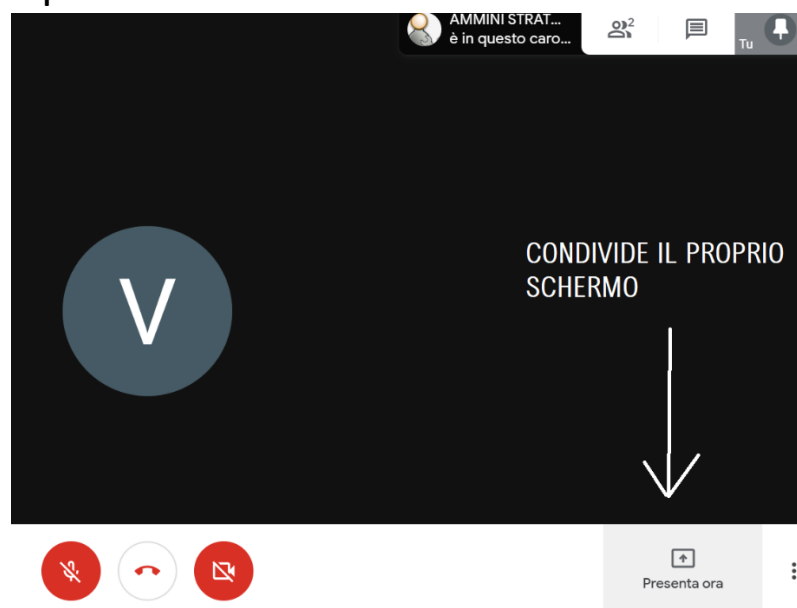 AMMINI STRAT...
è in questo caro...
2
Tu
V
CONDIVIDE IL PROPRIO
SCHERMO
Presenta ora